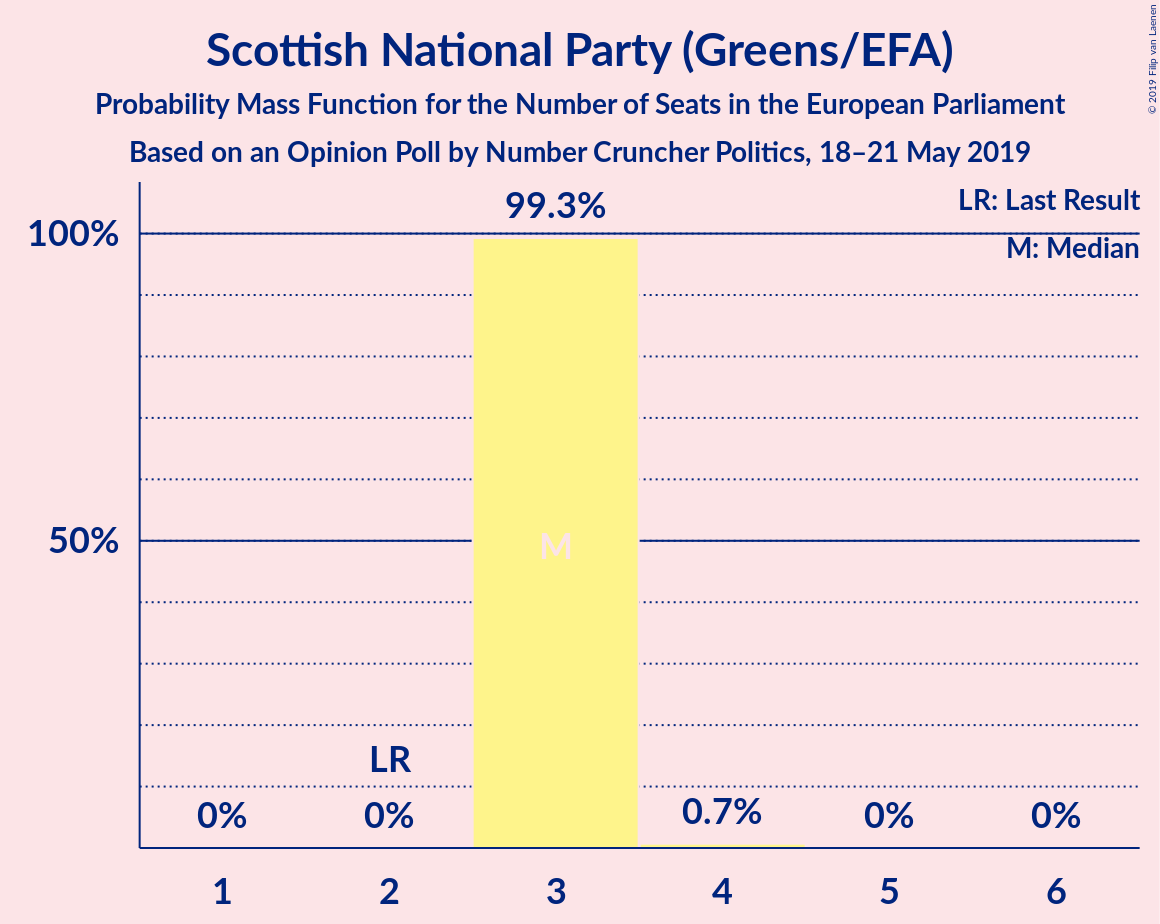 Scottish National Party (Greens/EFA)
Probability Mass Function for the Number of Seats in the European Parliament
Based on an Opinion Poll by Number Cruncher Politics, 18–21 May 2019
© 2019 Filip van Laenen
LR: Last Result
M: Median
100%
50%
99.3%
M
LR
0%
0%
0.7%
0%
0%
1
2
3
4
5
6